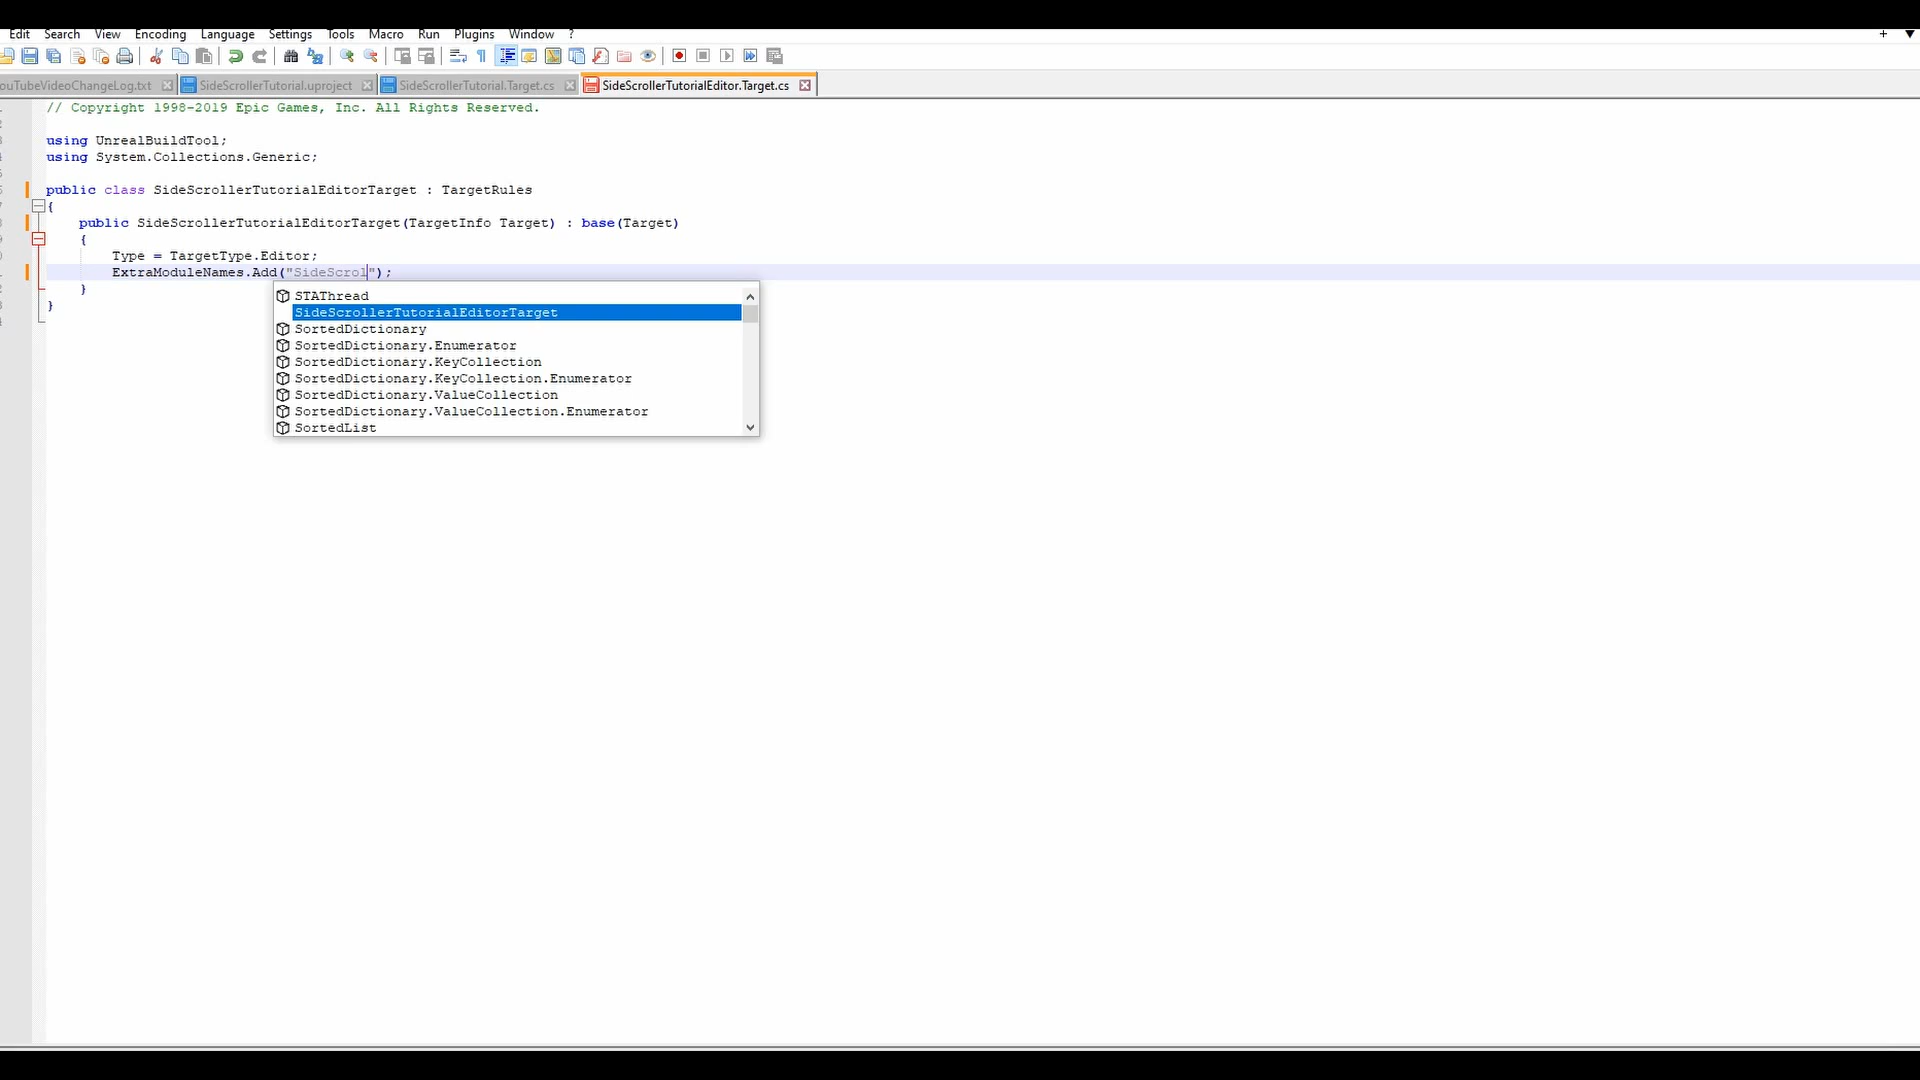 Edit Search View Encoding Language Settings Tools Macro Run Plugins Window ?
ouTubeVideoChangeLog.txt SideScrollerTutorial.uproject SideScrollerTutorial.Target.cs SideScrollerTutorialEditor.Target.cs
// Copyright 1998-2019 Epic Games, Inc. All Rights Reserved.
using UnrealBuildTool;
using System.Collections.Generic;
public class SideScrollerTutorialEditorTarget : TargetRules
{
public SideScrollerTutorialEditorTarget(TargetInfo Target) : base(Target)
{
Type = TargetType.Editor;
ExtraModuleNames.Add("SideScrol");
}
}
STAThread
SideScrollerTutorialEditorTarget
SortedDictionary
SortedDictionary.Enumerator
SortedDictionary.KeyCollection
SortedDictionary.KeyCollection.Enumerator
SortedDictionary.ValueCollection
SortedDictionary.ValueCollection.Enumerator
SortedList